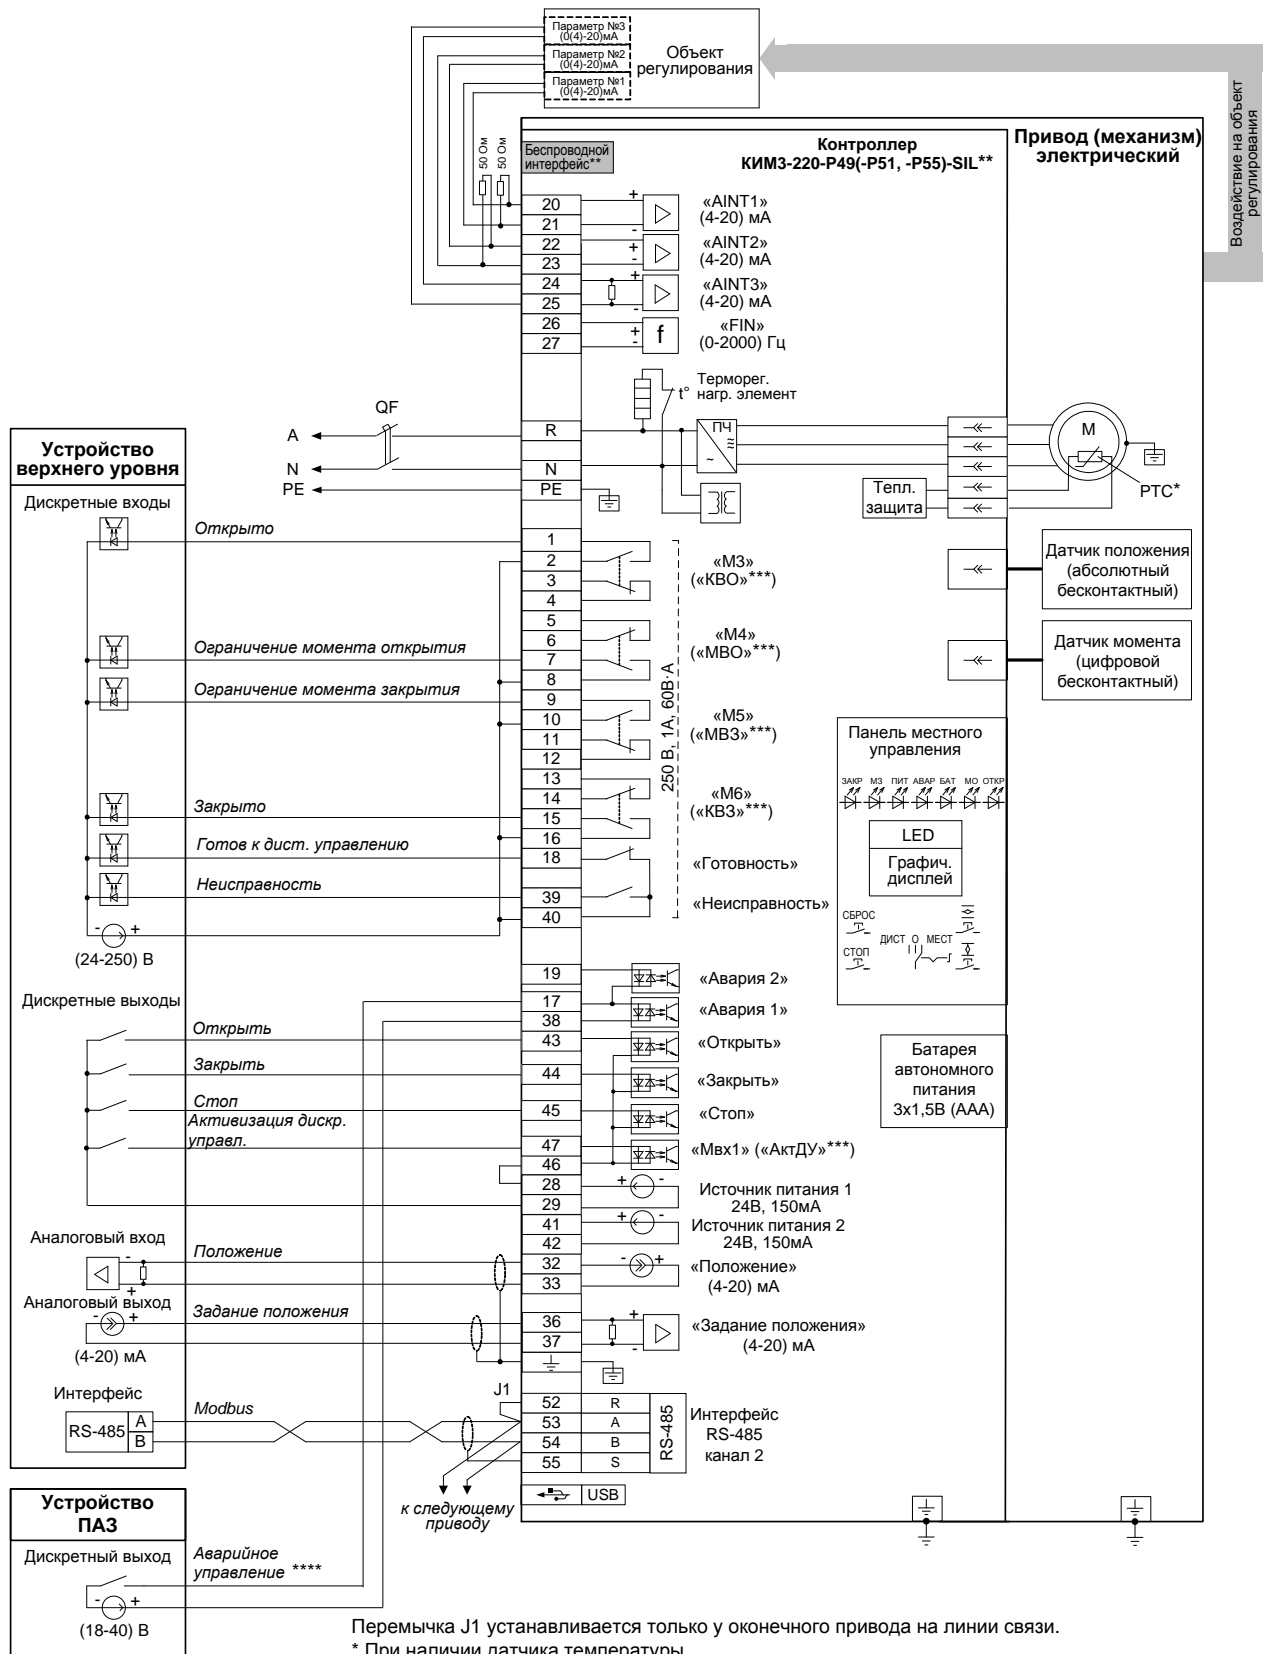 Параметр №3
(0(4)-20)мА
Параметр №2
(0(4)-20)мА
Параметр №1
(0(4)-20)мА
Объект
регулирования
Воздействие на объект
регулирования
50 Ом
50 Ом
Беспроводной
интерфейс**
Контроллер
КИМ3-220-Р49(-Р51, -Р55)-SIL**
Привод (механизм)
электрический
20
21
22
23
24
25
26
27
+
-
«AINT1»
(4-20) мА
+
-
«AINT2»
(4-20) мА
+
-
«AINT3»
(4-20) мА
+
-
f
«FIN»
(0-2000) Гц
t°
Терморег.
нагр. элемент
QF
A
N
PE
R
N
PE
ПЧ
~
≈
Тепл.
защита
М
PTC*
Датчик положения
(абсолютный
бесконтактный)
Датчик момента
(цифровой
бесконтактный)
Устройство
верхнего уровня
Дискретные входы
Открыто
Ограничение момента открытия
Ограничение момента закрытия
Закрыто
Готов к дист. управлению
Неисправность
- +
(24-250) В
1
2
3
4
5
6
7
8
9
10
11
12
13
14
15
16
18
39
40
«М3»
(«КВО»***)
«М4»
(«МВО»***)
«М5»
(«МВЗ»***)
«М6»
(«КВЗ»***)
«Готовность»
«Неисправность»
250 В, 1А, 60В·А
Панель местного
управления
ЗАКР МЗ ПИТ АВАР БАТ МО ОТКР
LED
Графич.
дисплей
СБРОС
СТОП
ДИСТ О МЕСТ
Батарея
автономного
питания
3х1,5В (ААА)
Дискретные выходы
Открыть
Закрыть
Стоп
Активизация дискр.
управл.
19
17
38
43
44
45
47
46
28
29
41
42
32
33
36
37
«Авария 2»
«Авария 1»
«Открыть»
«Закрыть»
«Стоп»
«Мвх1» («АктДУ»***)
+ -
Источник питания 1
24В, 150мА
+ -
Источник питания 2
24В, 150мА
- +
«Положение»
(4-20) мА
+
-
«Задание положения»
(4-20) мА
Аналоговый вход
-
+
Положение
Аналоговый выход
- +
Задание положения
(4-20) мА
Интерфейс
RS-485
A
B
Modbus
J1
52 R
53 A
54 B
55 S
RS-485
Интерфейс
RS-485
канал 2
USB
к следующему
приводу
Устройство
ПАЗ
Дискретный выход
- +
(18-40) В
Аварийное
управление ****
Перемычка J1 устанавливается только у оконечного привода на линии связи.
* При наличии датчика температуры